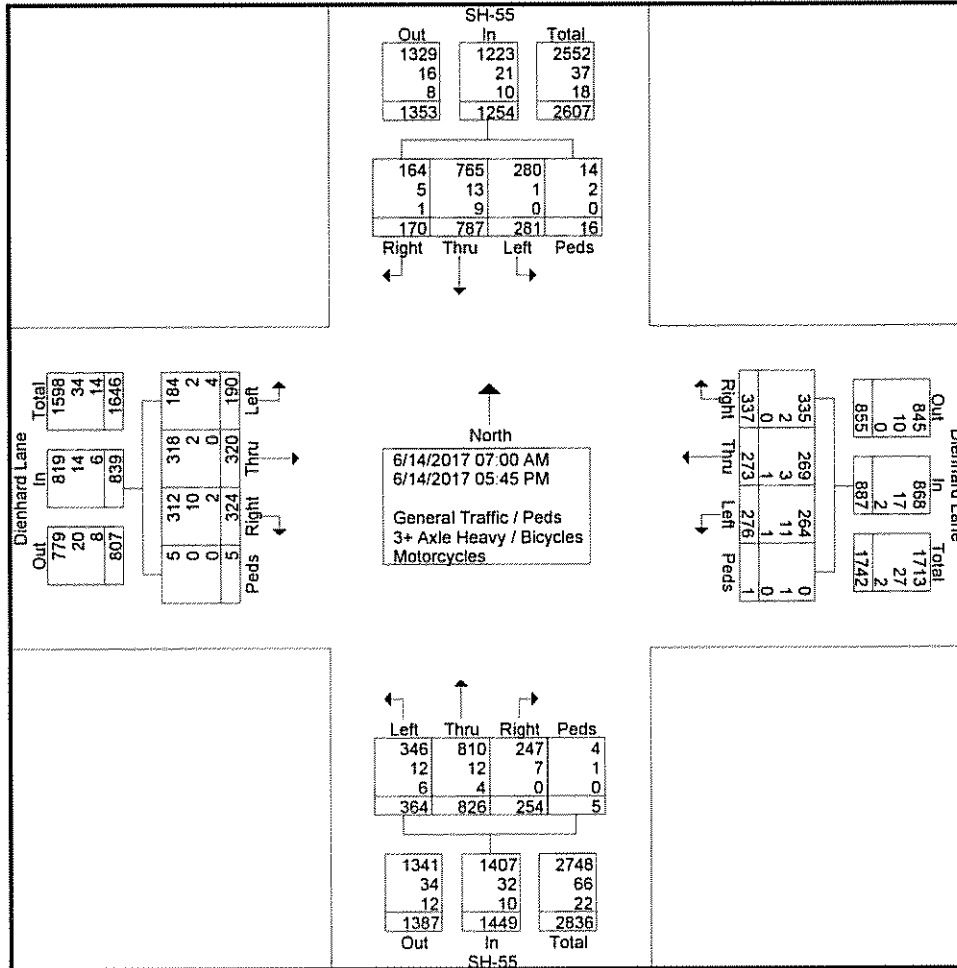 SH-55
Out In Total
1329 1223 2552
16 21 37
8 10 18
1353 1254 2607
164 765 280 14
5 13 1 2
1 9 0 0
170 787 281 16
Right Thru Left Peds
Dienhard Lane
Total In Out
1598 819 779
34 14 20
14 6 8
1646 839 807
184 318 312 5
2 2 10 0
4 0 2 0
190 320 324 5
Left Thru Right Peds
North
6/14/2017 07:00 AM
6/14/2017 05:45 PM
General Traffic / Peds
3+ Axle Heavy / Bicycles
Motorcycles
Right Thru Left Peds
335 269 264 0
2 3 11 1
0 1 1 0
337 273 276 1
Out In Total
845 868 1713
10 17 27
0 2 2
855 887 1742
Dienhard Lane
Left Thru Right Peds
346 810 247 4
12 12 7 1
6 4 0 0
364 826 254 5
1341 1407 2748
34 32 66
12 10 22
1387 1449 2836
Out In Total
SH-55